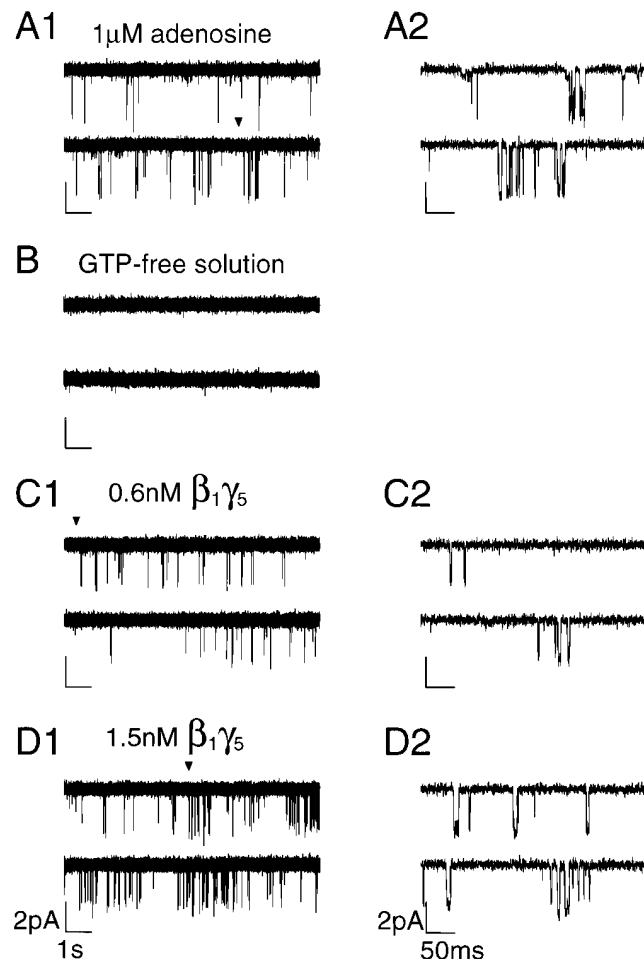 A1 1μM adenosine A2
B GTP-free solution
C1 0.6nM β₁γ₅ C2
D1 1.5nM β₁γ₅ D2
2pA 2pA
1s 50ms